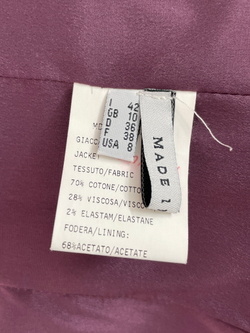 I 42
GB 10
D 36
F 38
USA 8
MADE
GIACC
JACKE
TESSUTO/FABRIC
70% COTONE/COTTO
28% VISCOSA/VISCO
2% ELASTAM/ELASTANE
FODERA/LINING:
68%ACETATO/ACETATE